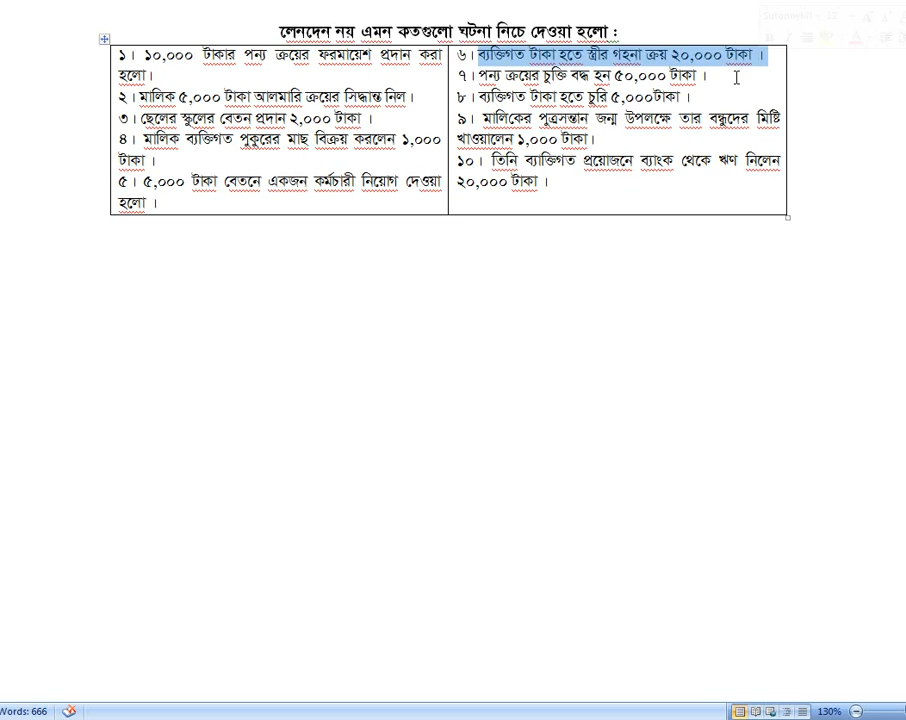 লেনদেন নয় এমন কতগুলো ঘটনা নিচে দেওয়া হলো :
১। ১০,০০০ টাকার পন্য ক্রয়ের ফরমায়েশ প্রদান করা
হলো।
২। মালিক ৫,০০০ টাকা আলমারি ক্রয়ের সিদ্ধান্ত নিল।
৩। ছেলের স্কুলের বেতন প্রদান ২,০০০ টাকা ।
৪। মালিক ব্যক্তিগত পুকুরের মাছ বিক্রয় করলেন ১,০০০
টাকা ।
৫। ৫,০০০ টাকা বেতনে একজন কর্মচারী নিয়োগ দেওয়া
হলো ।
৬। ব্যক্তিগত টাকা হতে স্ত্রীর গহনা ক্রয় ২০,০০০ টাকা ।
৭। পন্য ক্রয়ের চুক্তি বদ্ধ হন ৫০,০০০ টাকা ।
৮। ব্যক্তিগত টাকা হতে চুরি ৫,০০০টাকা ।
৯। মালিকের পুত্রসন্তান জন্ম উপলক্ষে তার বন্ধুদের মিষ্টি
খাওয়ালেন ১,০০০ টাকা।
১০। তিনি ব্যাক্তিগত প্রয়োজনে ব্যাংক থেকে ঋণ নিলেন
২০,০০০ টাকা ।
SutonnyMJ 12
Words: 666
130%